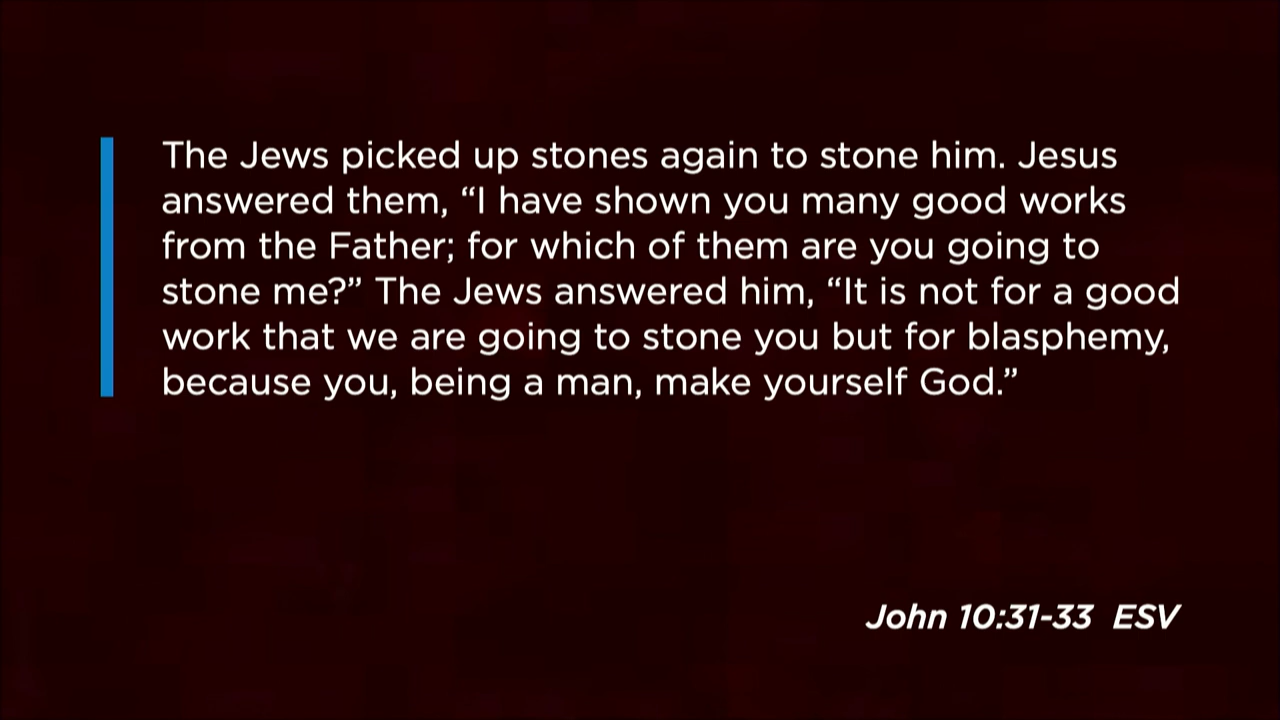 The Jews picked up stones again to stone him. Jesus
answered them, “I have shown you many good works
from the Father; for which of them are you going to
stone me?” The Jews answered him, “It is not for a good
work that we are going to stone you but for blasphemy,
because you, being a man, make yourself God.”
John 10:31-33  ESV